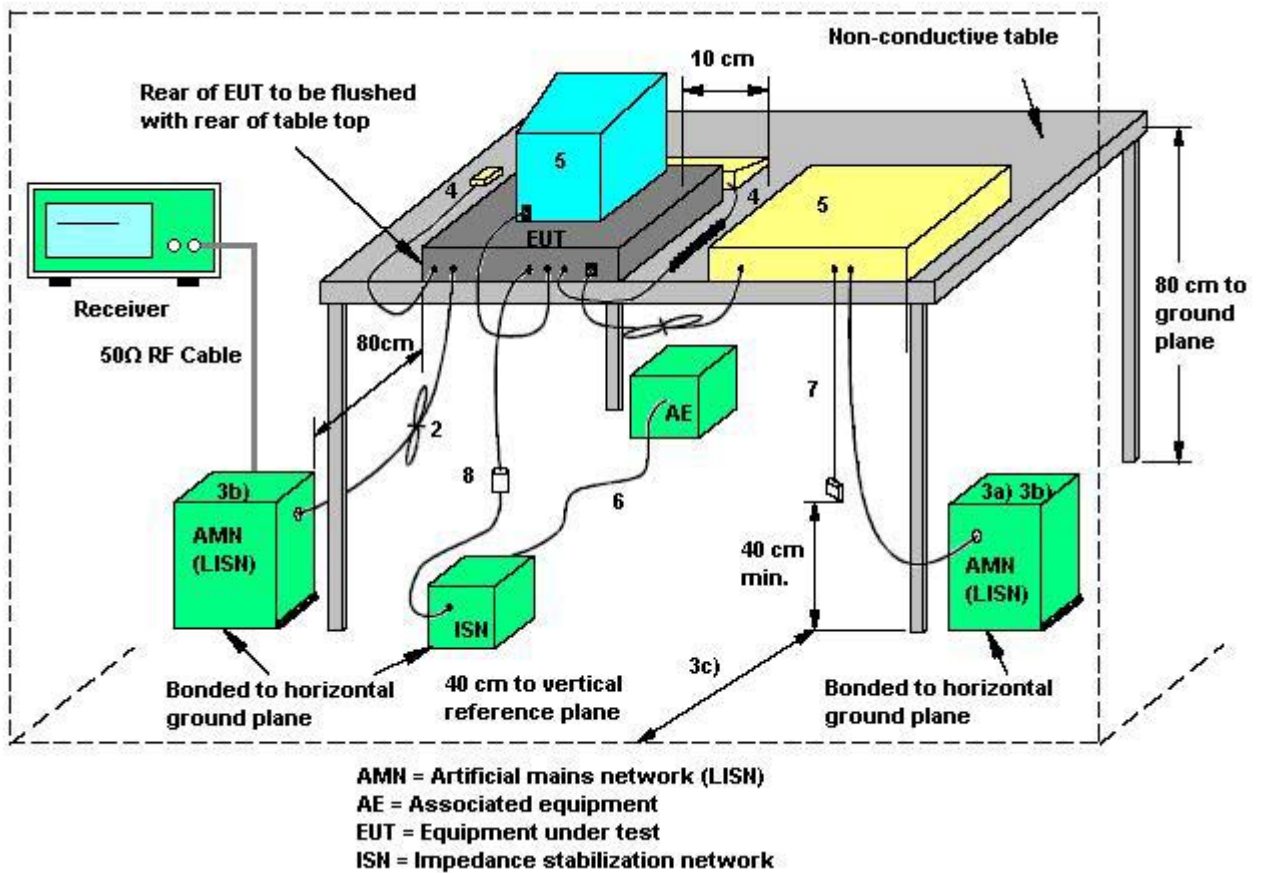 Non-conductive table
10 cm
Rear of EUT to be flushed
with rear of table top
5
4
4
5
EUT
Receiver
80 cm to
ground
plane
50Ω RF Cable
80cm
7
AE
2
8
3b)
6
3a) 3b)
AMN
(LISN)
40 cm
min.
AMN
(LISN)
ISN
3c)
Bonded to horizontal
ground plane
40 cm to vertical
reference plane
Bonded to horizontal
ground plane
AMN = Artificial mains network (LISN)
AE = Associated equipment
EUT = Equipment under test
ISN = Impedance stabilization network